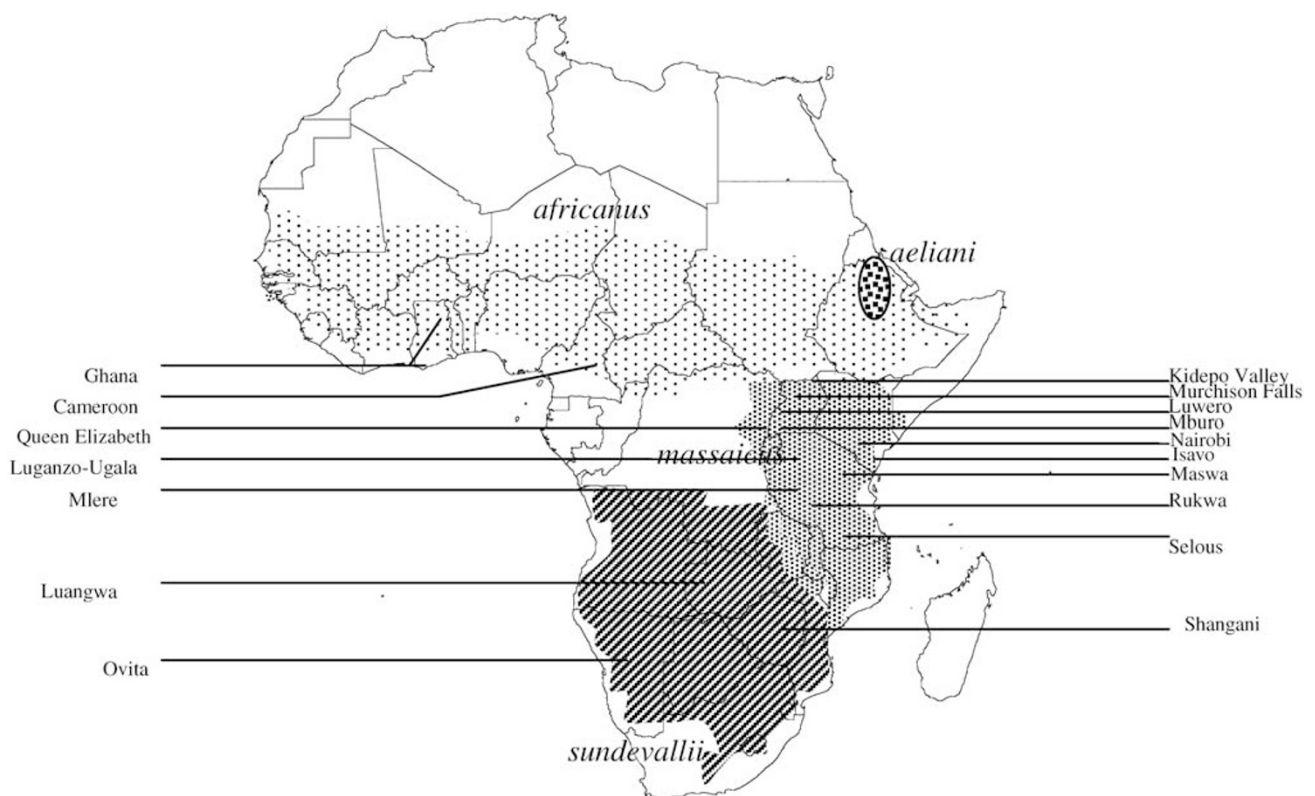 africanus
aeliani
Ghana
Cameroon
Queen Elizabeth
Luganzo-Ugala
Mlere
Luangwa
Ovita
massaicus
sundevallii
Kidepo Valley
Murchison Falls
Luwero
Mburo
Nairobi
Isavo
Maswa
Rukwa
Selous
Shangani